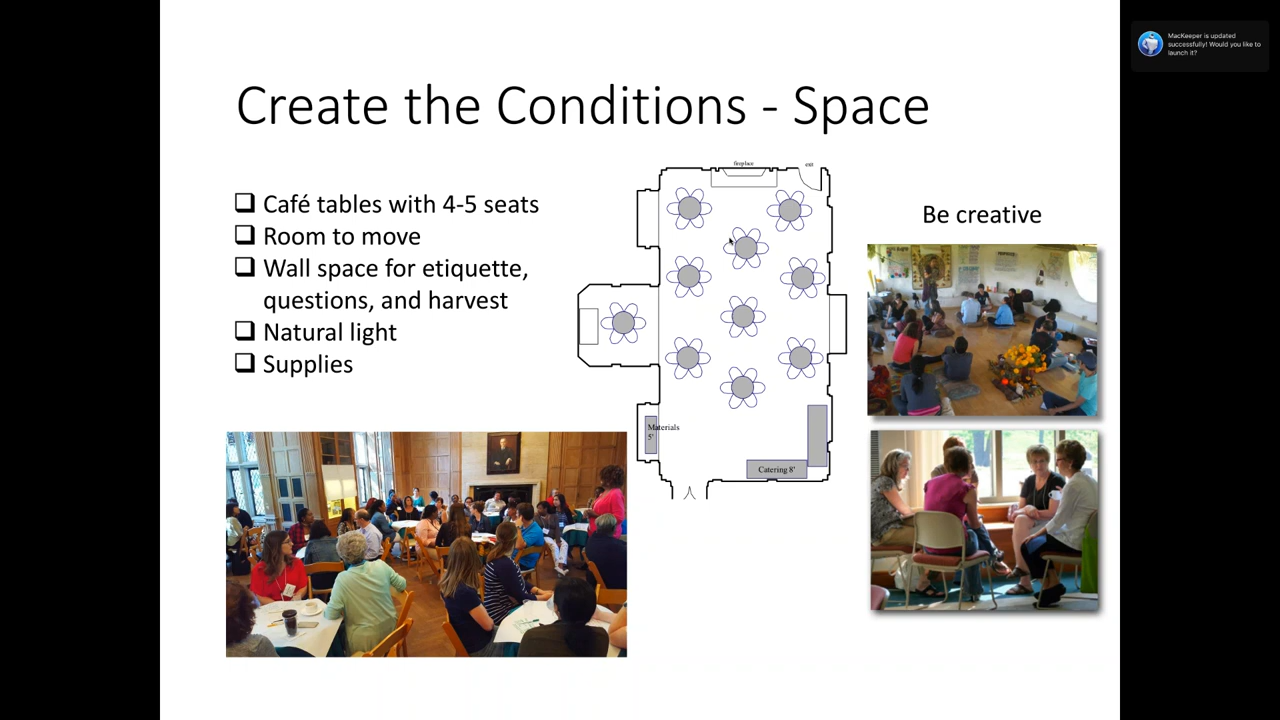 Create the Conditions - Space
Café tables with 4-5 seats
Room to move
Wall space for etiquette,
questions, and harvest
Natural light
Supplies
fireplace
exit
Materials
5'
Catering 8'
Be creative
MacKeeper is updated
successfully! Would you like to
launch it?